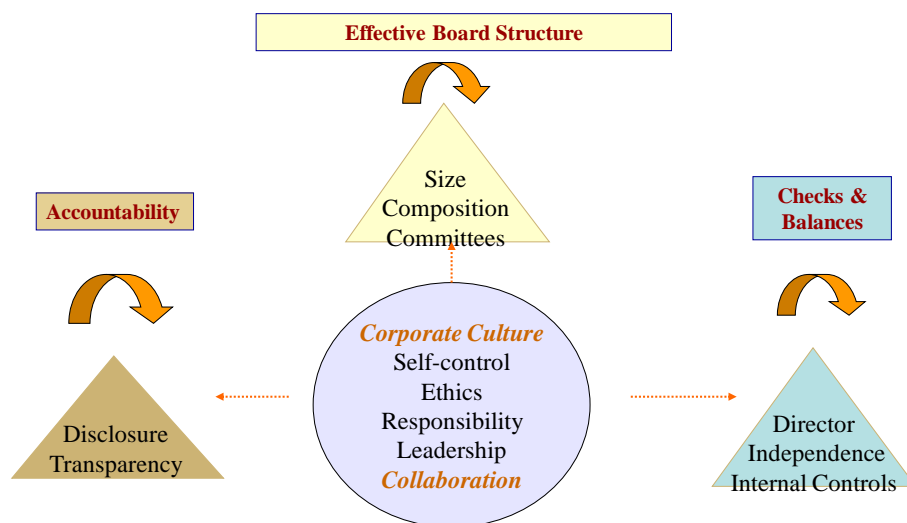 Effective Board Structure
Size
Composition
Committees
Accountability
Checks &
Balances
Corporate Culture
Self-control
Ethics
Responsibility
Leadership
Collaboration
Disclosure
Transparency
Director
Independence
Internal Controls